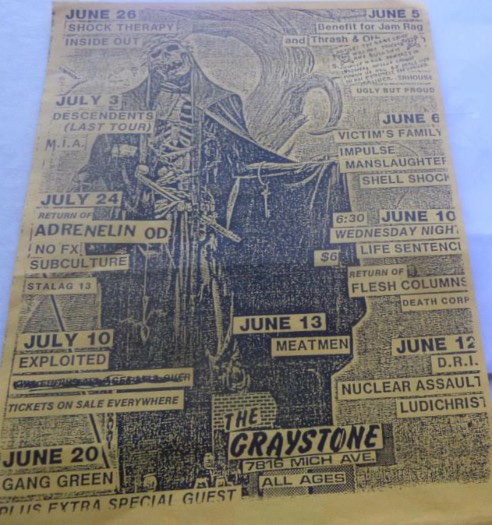 JUNE 26
SHOCK THERAPY
INSIDE OUT
JULY 3
DESCENDENTS
(LAST TOUR)
M.I.A.
JULY 24
RETURN OF
ADRENELIN OD
NO FX
SUBCULTURE
STALAG 13
JULY 10
EXPLOITED
TICKETS ON SALE EVERYWHERE
JUNE 20
GANG GREEN
PLUS EXTRA SPECIAL GUEST
JUNE 5
Benefit for Jam Rag
and Thrash &
UGLY BUT PROUD
JUNE 6
VICTIM'S FAMILY
IMPULSE
MANSLAUGHTER
SHELL SHOCK
6:30 JUNE 10
WEDNESDAY NIGHT
$6 LIFE SENTENCE
RETURN OF
FLESH COLUMNS
DEATH CORP
JUNE 13
MEATMEN
JUNE 12
D.R.I.
NUCLEAR ASSAULT
LUDICHRIST
THE
GRAYSTONE
7816 MICH AVE.
ALL AGES